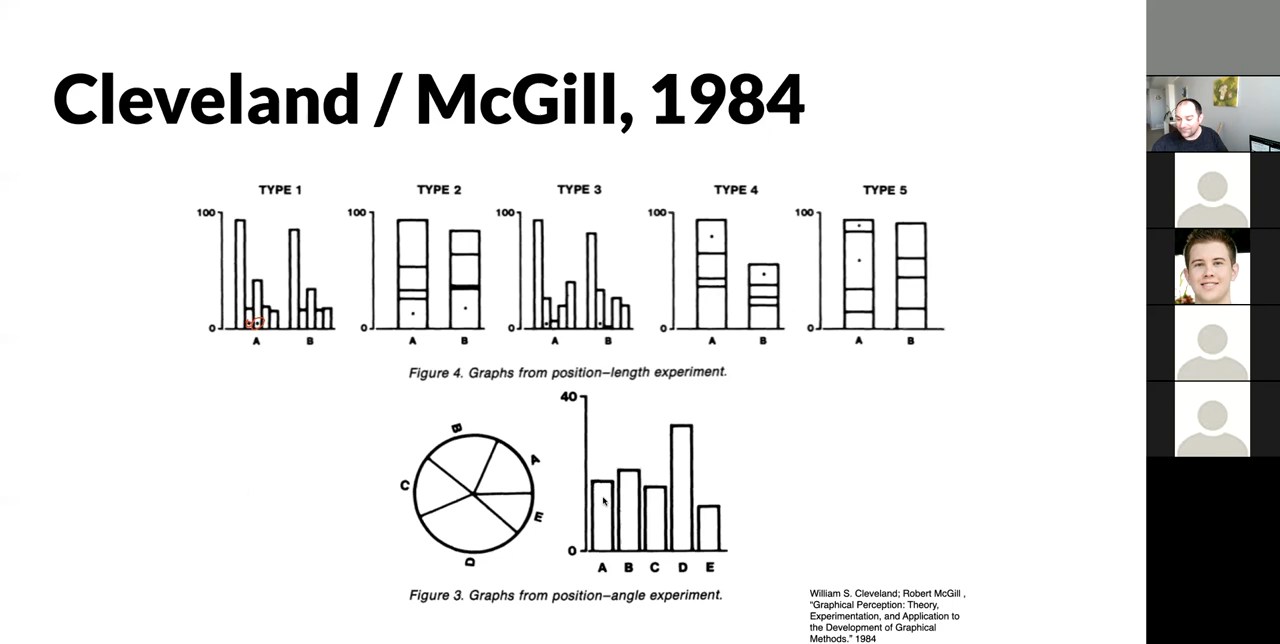 Cleveland / McGill, 1984
TYPE 1 TYPE 2 TYPE 3 TYPE 4 TYPE 5
100 100 100 100 100
0 0 0 0 0
A B A B A B A B A B
Figure 4. Graphs from position–length experiment.
40
B A C E D
0
A B C D E
Figure 3. Graphs from position–angle experiment.
William S. Cleveland; Robert McGill ,
“Graphical Perception: Theory,
Experimentation, and Application to
the Development of Graphical
Methods.” 1984